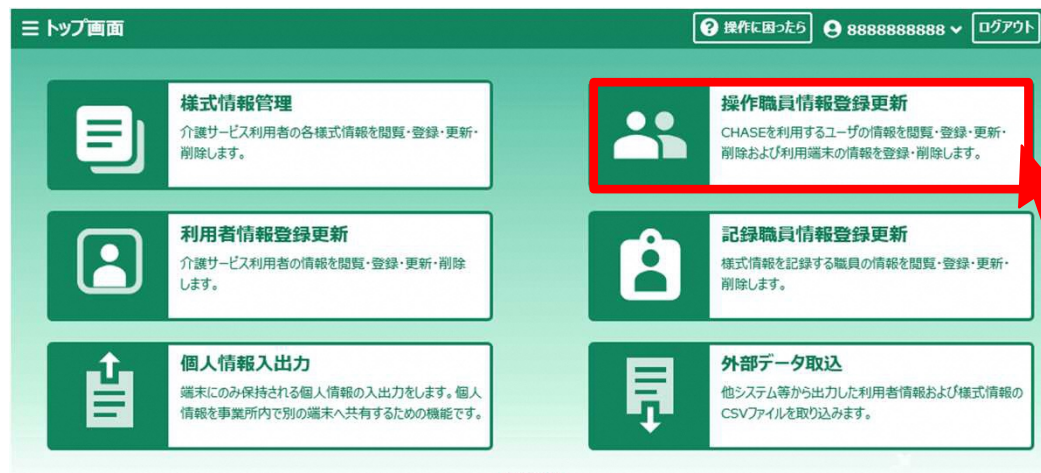 トップ画面
操作に困ったら
8888888888
ログアウト
様式情報管理
介護サービス利用者の各様式情報を閲覧・登録・更新・
削除します。
操作職員情報登録更新
CHASEを利用するユーザの情報を閲覧・登録・更新・
削除および利用端末の情報を登録・削除します。
利用者情報登録更新
介護サービス利用者の情報を閲覧・登録・更新・削除
します。
記録職員情報登録更新
様式情報を記録する職員の情報を閲覧・登録・更新・
削除します。
個人情報入出力
端末にのみ保持される個人情報の入出力をします。個人
情報を事業所内で別の端末へ共有するための機能です。
外部データ取込
他システム等から出力した利用者情報および様式情報の
CSVファイルを取り込みます。